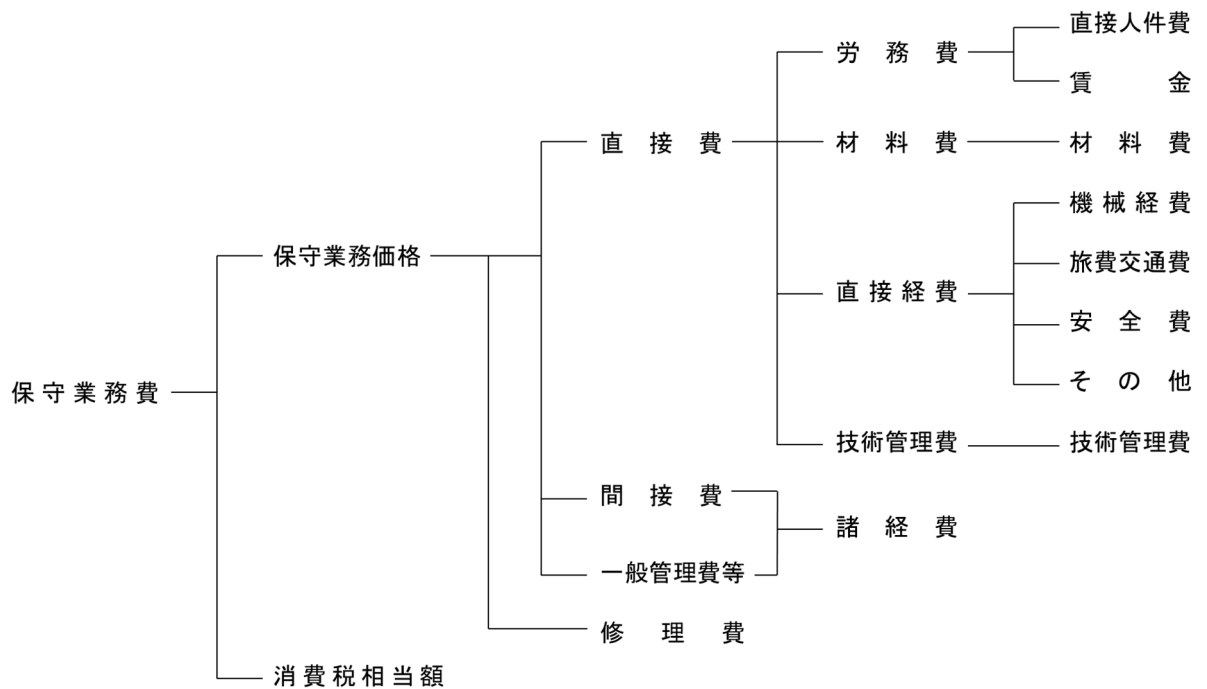 直接人件費
労務費
賃金
直接費
材料費
材料費
機械経費
保守業務価格
旅費交通費
直接経費
安全費
保守業務費
その他
技術管理費
技術管理費
間接費
諸経費
一般管理費等
修理費
消費税相当額